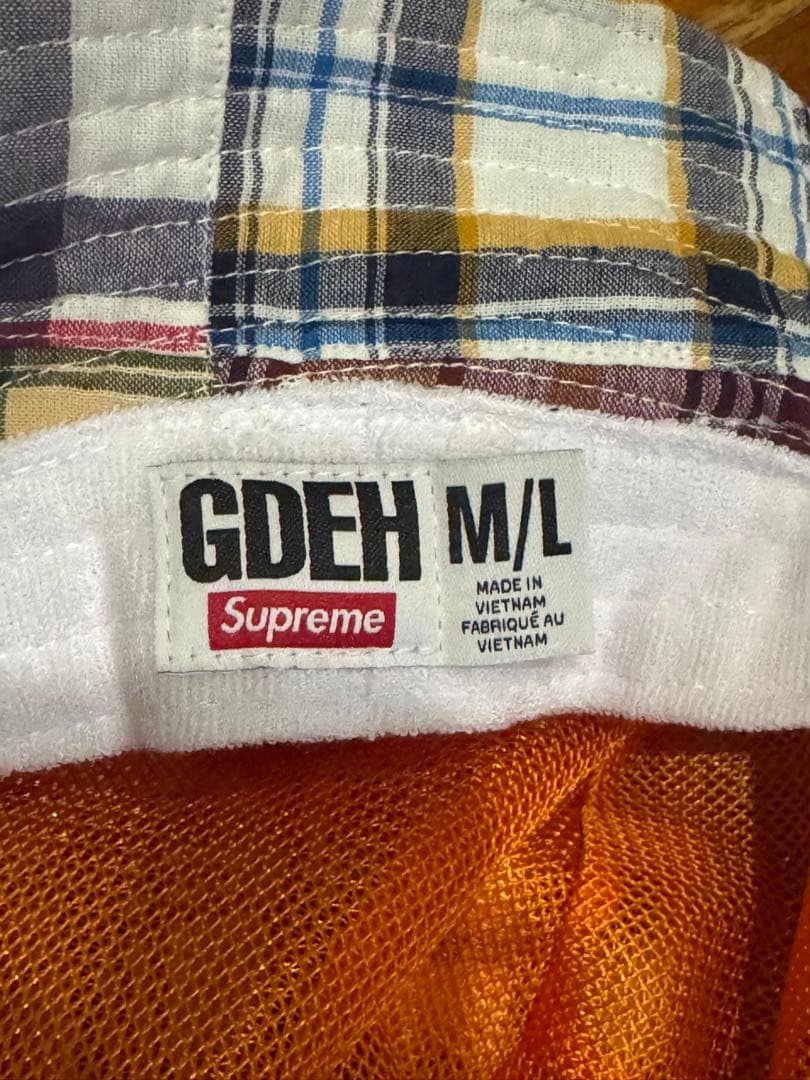 GDEH
Supreme
M/L
MADE IN
VIETNAM
FABRIQUÉ AU
VIETNAM